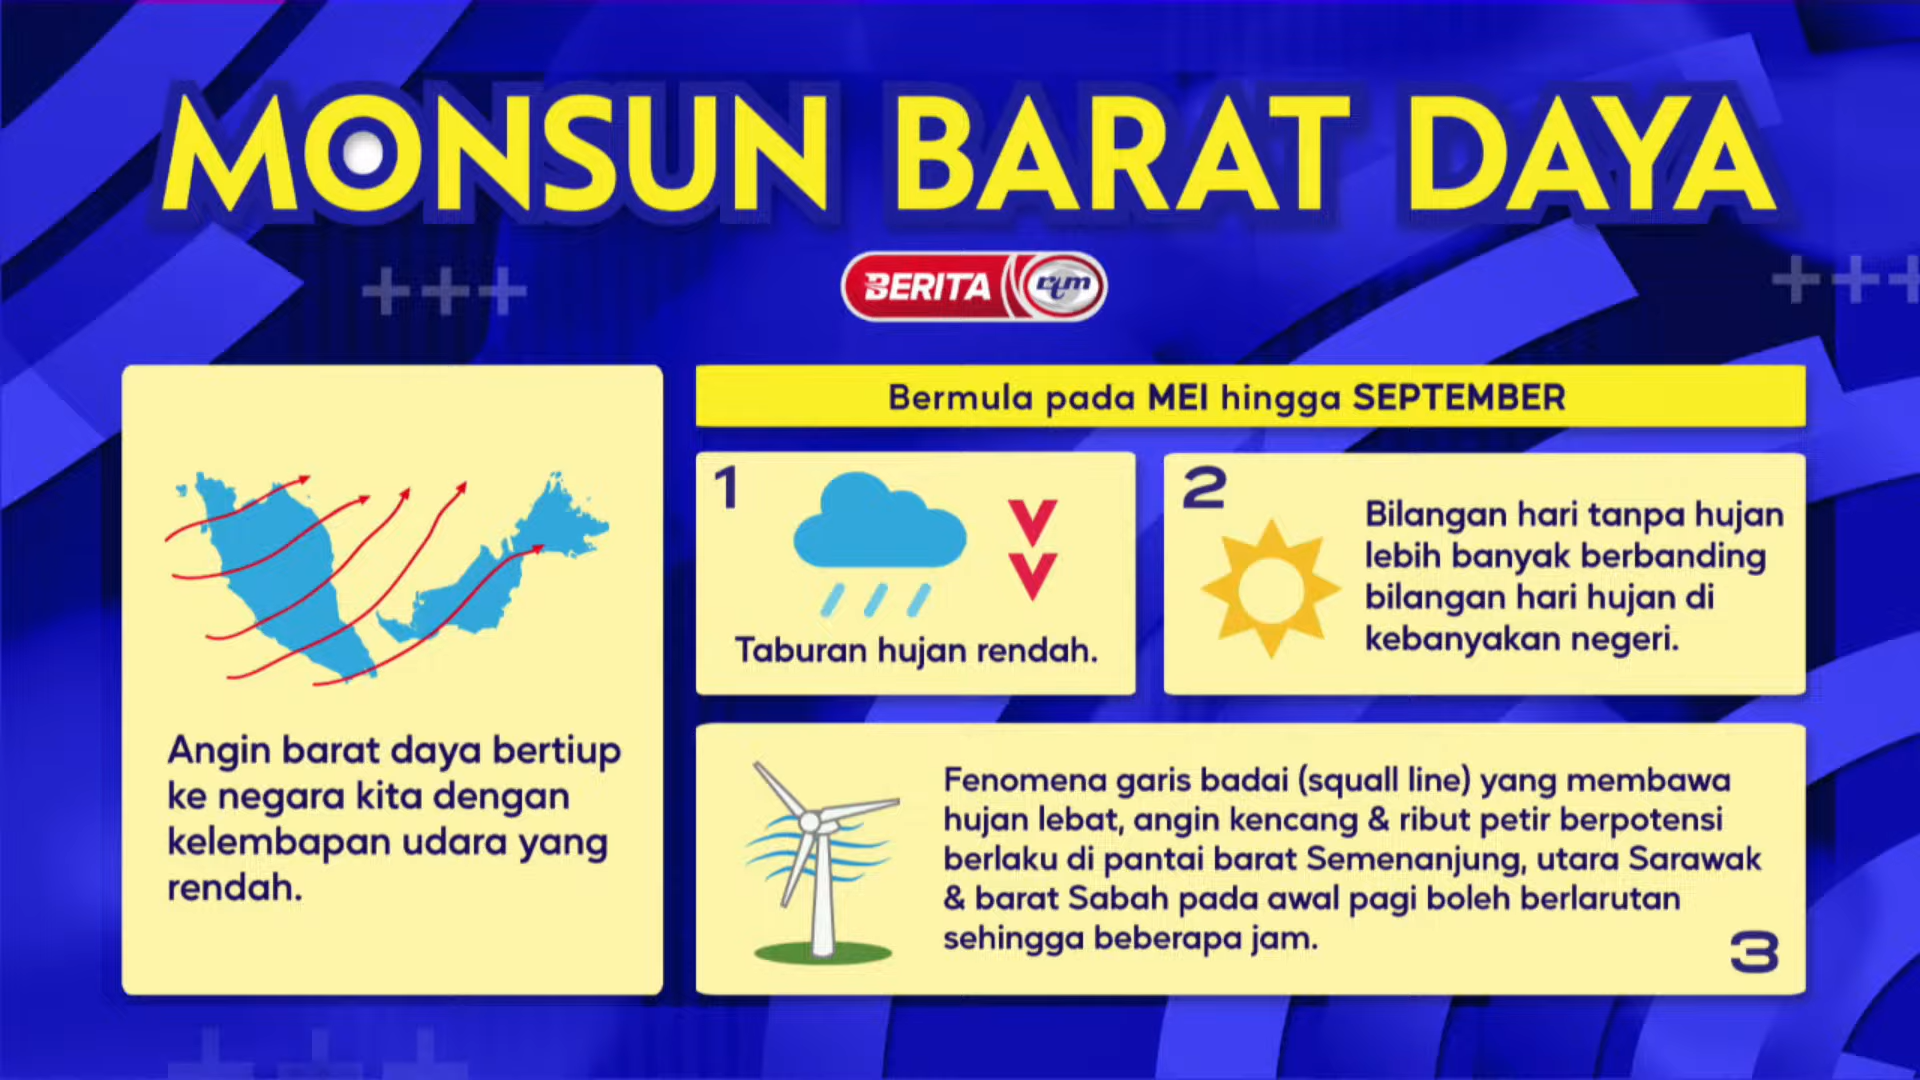 MONSUN BARAT DAYA
BERITA rtm
Angin barat daya bertiup
ke negara kita dengan
kelembapan udara yang
rendah.
Bermula pada MEI hingga SEPTEMBER
1
Taburan hujan rendah.
2
Bilangan hari tanpa hujan
lebih banyak berbanding
bilangan hari hujan di
kebanyakan negeri.
Fenomena garis badai (squall line) yang membawa
hujan lebat, angin kencang & ribut petir berpotensi
berlaku di pantai barat Semenanjung, utara Sarawak
& barat Sabah pada awal pagi boleh berlarutan
sehingga beberapa jam.
3